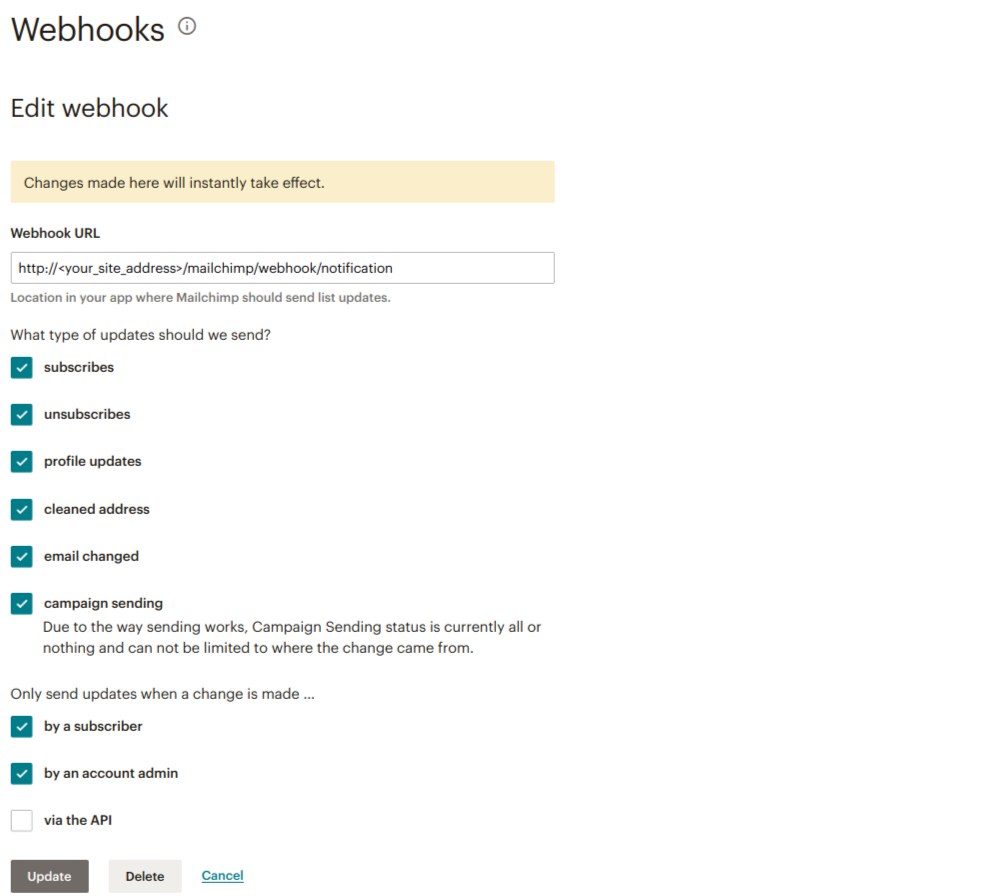 Webhooks
Edit webhook
Changes made here will instantly take effect.
Webhook URL
http://<your_site_address>/mailchimp/webhook/notification
Location in your app where Mailchimp should send list updates.
What type of updates should we send?
subscribes
unsubscribes
profile updates
cleaned address
email changed
campaign sending
Due to the way sending works, Campaign Sending status is currently all or
nothing and can not be limited to where the change came from.
Only send updates when a change is made ...
by a subscriber
by an account admin
via the API
Update Delete Cancel